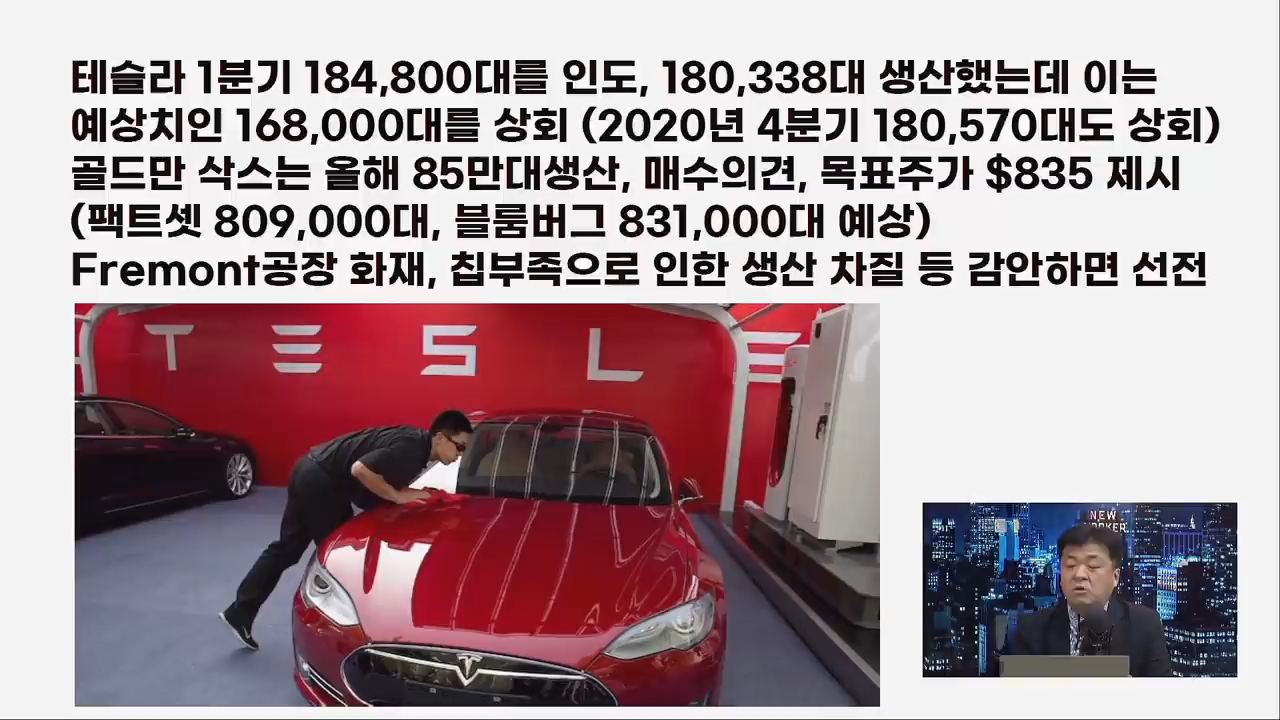 테슬라 1분기 184,800대를 인도, 180,338대 생산했는데 이는
예상치인 168,000대를 상회 (2020년 4분기 180,570대도 상회)
골드만 삭스는 올해 85만대생산, 매수의견, 목표주가 $835 제시
(팩트셋 809,000대, 블룸버그 831,000대 예상)
Fremont공장 화재, 칩부족으로 인한 생산 차질 등 감안하면 선전
TESL
NEW